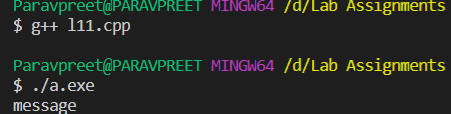 Paravpreet@PARAVPREET MINGW64 /d/Lab Assignments
$ g++ l11.cpp
Paravpreet@PARAVPREET MINGW64 /d/Lab Assignments
$ ./a.exe
message